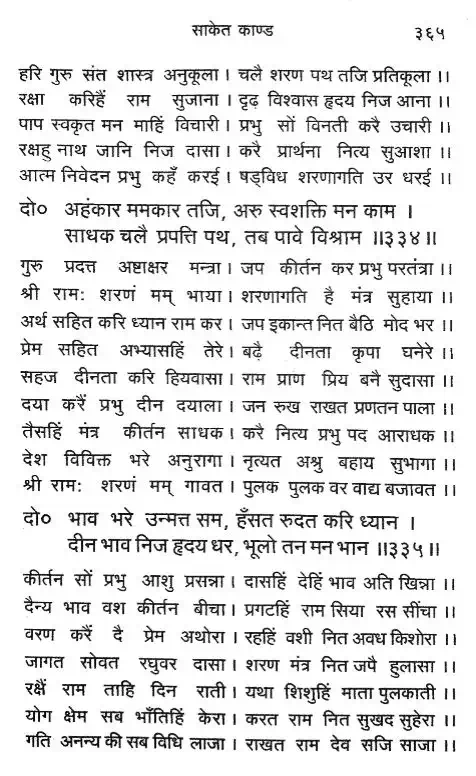 साकेत काण्ड ३६५
हरि गुरु संत शास्त्र अनुकूला । चलै शरण पथ तजि प्रतिकूला ।।
रक्षा करिहैं राम सुजाना । दृढ़ विश्वास हृदय निज आना ।।
पाप स्वकृत मन माहिं विचारी । प्रभु सों विनती करै उचारी ।।
रक्षहु नाथ जानि निज दासा । करै प्रार्थना नित्य सुआशा ।।
आत्म निवेदन प्रभु कहँ करई । षड्विध शरणागति उर धरई ।।
दो० अहंकार ममकार तजि, अरु स्वशक्ति मन काम ।
साधक चलै प्रपत्ति पथ, तब पावे विश्राम ।।३३४।।
गुरु प्रदत्त अष्टाक्षर मन्त्रा । जप कीर्तन कर प्रभु परतंत्रा ।।
श्री रामः शरणं मम् भाया । शरणागति है मंत्र सुहाया ।।
अर्थ सहित करि ध्यान राम कर । जप इकान्त नित बैठि मोद भर ।।
प्रेम सहित अभ्यासहिं तेरे । बढ़ै दीनता कृपा घनेरे ।।
सहज दीनता करि हियवासा । राम प्राण प्रिय बनै सुदासा ।।
दया करैं प्रभु दीन दयाला । जन रुख राखत प्रणतन पाला ।।
तैसहिं मंत्र कीर्तन साधक । करै नित्य प्रभु पद आराधक ।।
देश विविक्त भरे अनुरागा । नृत्यत अश्रु बहाय सुभागा ।।
श्री रामः शरणं मम् गावत । पुलक पुलक वर वाद्य बजावत ।।
दो० भाव भरे उन्मत्त सम, हँसत रुदत करि ध्यान ।
दीन भाव निज हृदय धर, भूलो तन मन भान ।।३३५।।
कीर्तन सों प्रभु आशु प्रसन्ना । दासहिं देहिं भाव अति खिन्ना ।।
दैन्य भाव वश कीर्तन बीचा । प्रगटहिं राम सिया रस सींचा ।।
वरण करैं दै प्रेम अथोरा । रहहिं वशी नित अवध किशोरा ।।
जागत सोवत रघुवर दासा । शरण मंत्र नित जपै हुलासा ।।
रक्षैं राम ताहि दिन राती । यथा शिशुहिं माता पुलकाती ।।
योग क्षेम सब भाँतिहिं केरा । करत राम नित सुखद सुहेरा ।।
गति अनन्य की सब विधि लाजा । राखत राम देव सजि साजा ।।